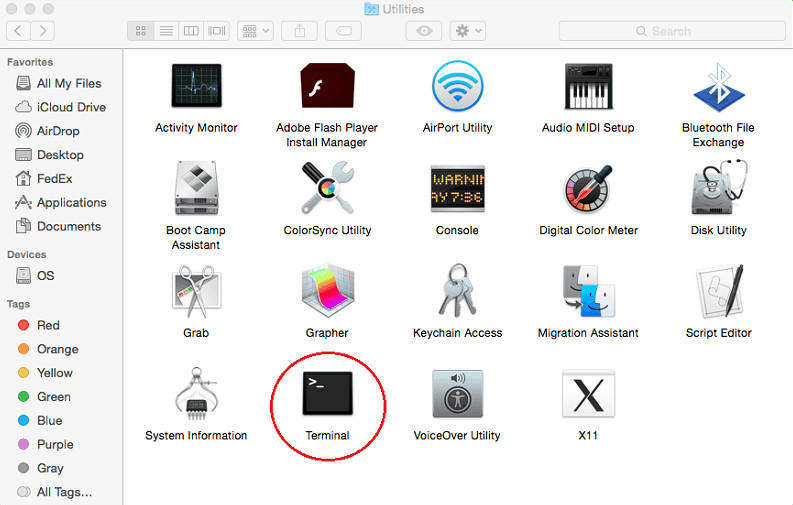 Utilities
Search
Favorites
All My Files
iCloud Drive
AirDrop
Desktop
FedEx
Applications
Documents
Devices
OS
Tags
Red
Orange
Yellow
Green
Blue
Purple
Gray
All Tags...
Activity Monitor
Adobe Flash Player
Install Manager
AirPort Utility
Audio MIDI Setup
Bluetooth File
Exchange
Boot Camp
Assistant
ColorSync Utility
WARNIN
AY 7:36
Console
Digital Color Meter
Disk Utility
Grab
Grapher
Keychain Access
Migration Assistant
Script Editor
System Information
>_
Terminal
VoiceOver Utility
X
X11